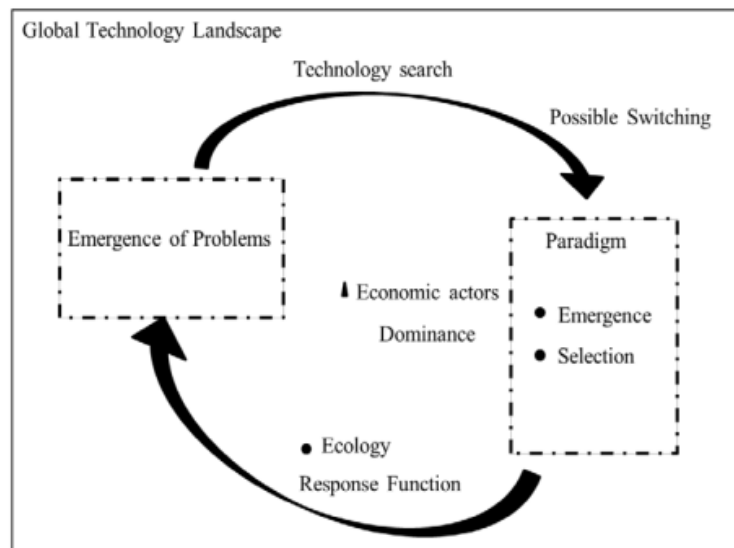 Global Technology Landscape
Technology search
Possible Switching
Emergence of Problems
Paradigm
Economic actors
Dominance
Emergence
Selection
Ecology
Response Function